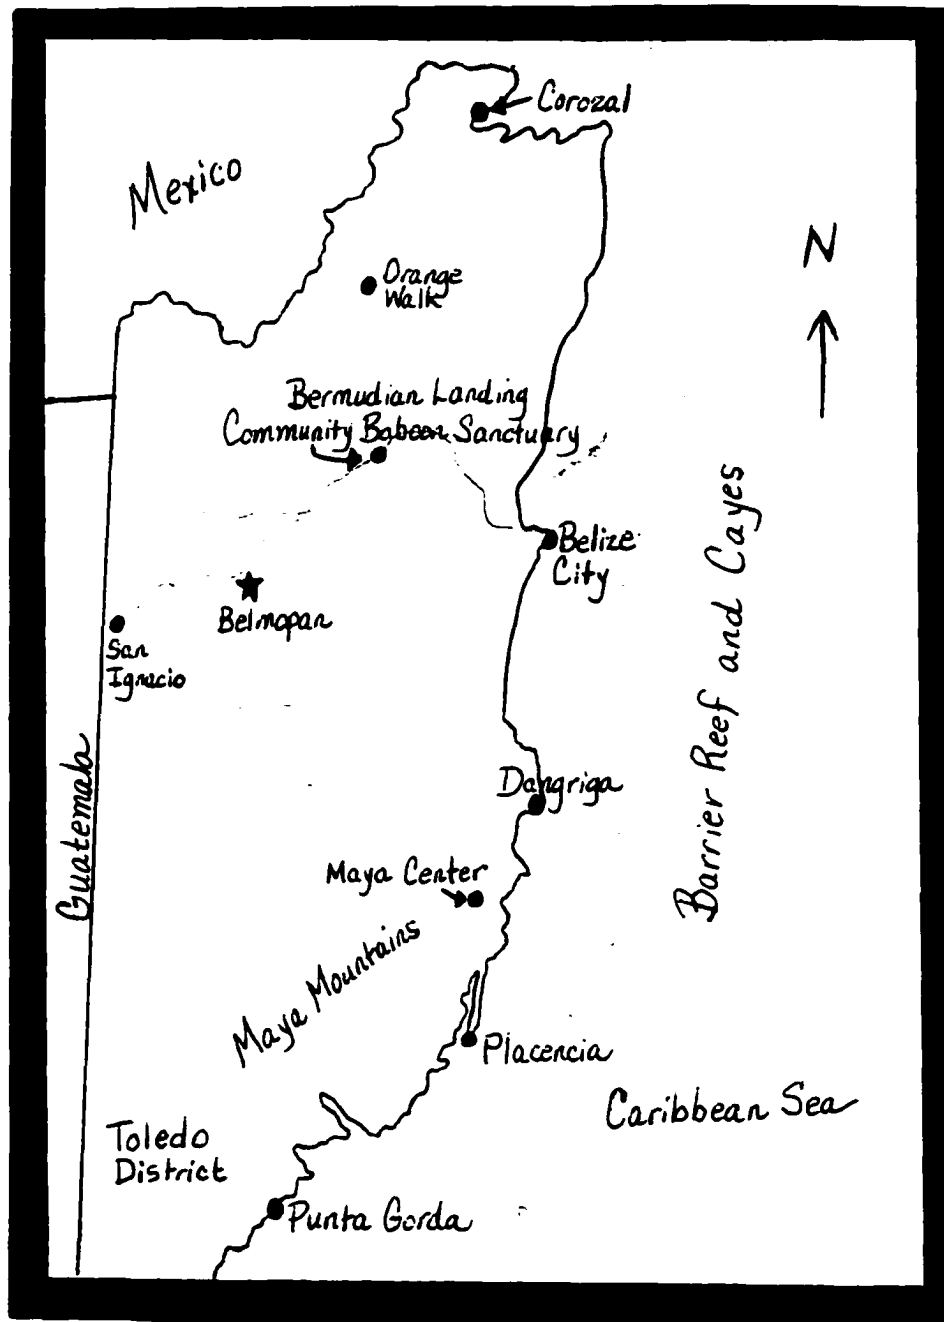 Corozal
Mexico
N
Orange
Walk
Bermudian Landing
Community Baboon Sanctuary
Belize
City
Belmopan
San
Ignacio
Barrier Reef and Cayes
Guatemala
Dangriga
Maya Center
Maya Mountains
Placencia
Caribbean Sea
Toledo
District
Punta Gorda